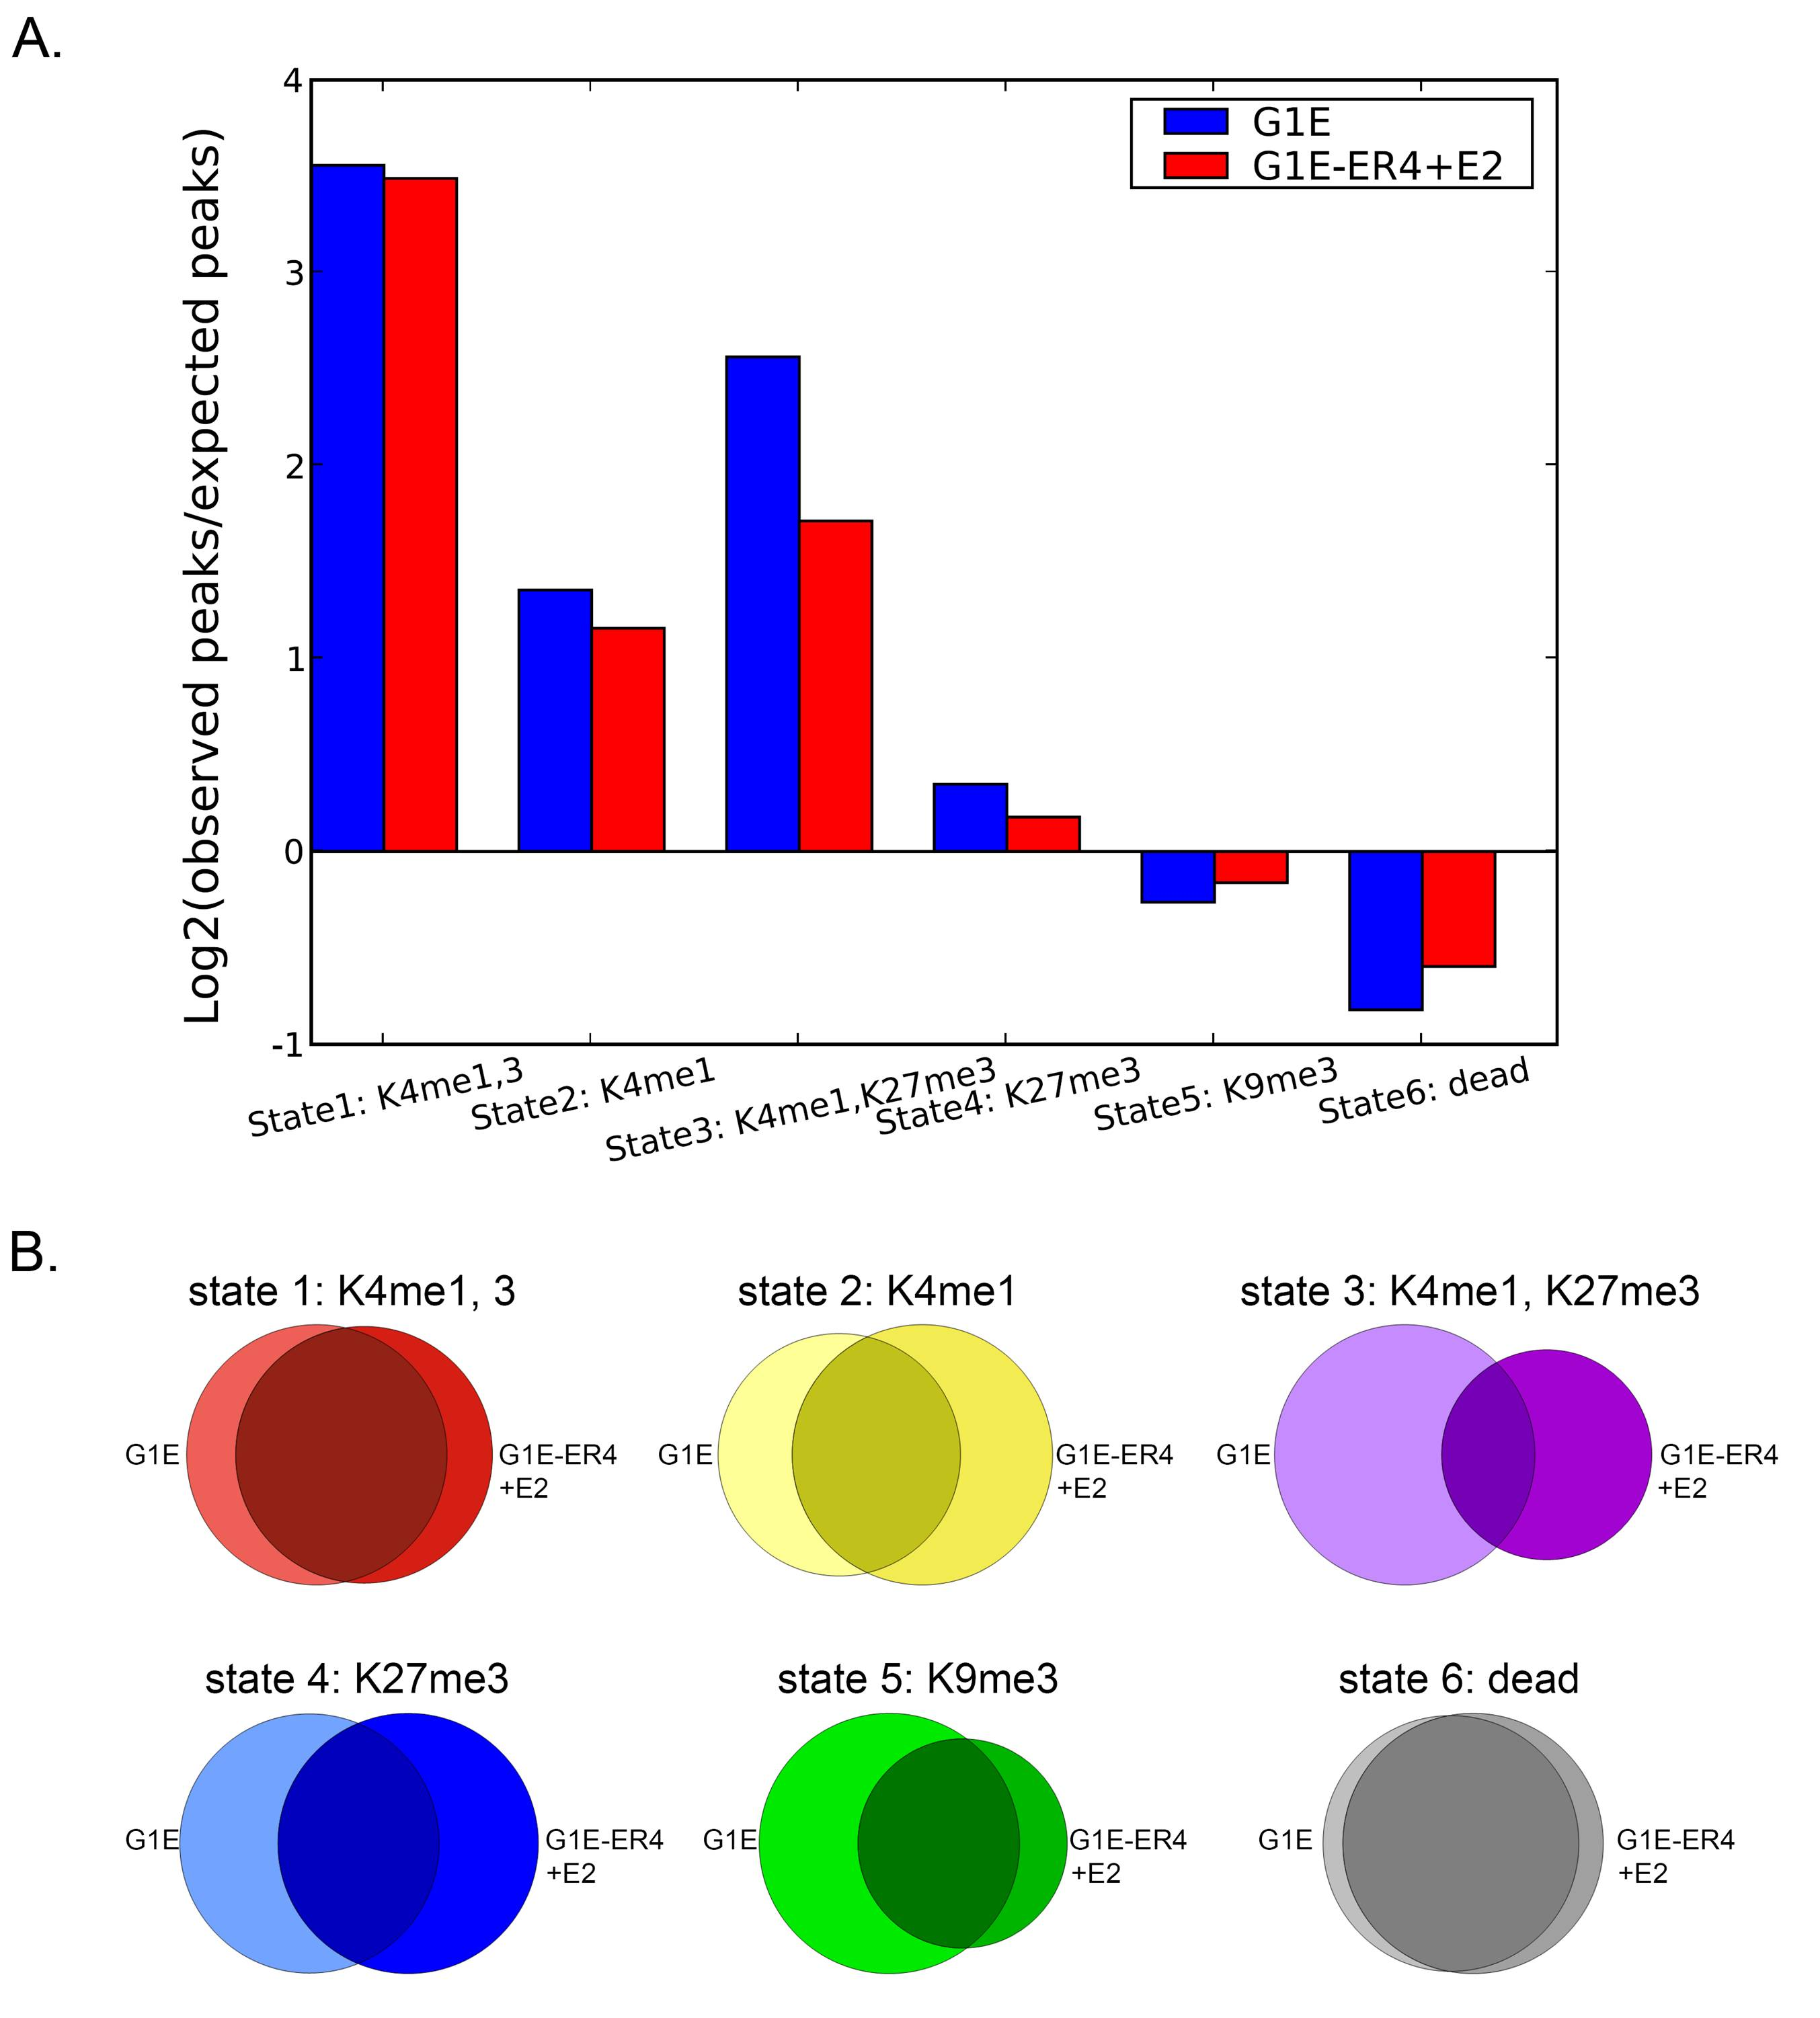 A.
Log2(observed peaks/expected peaks)
4
3
2
1
0
-1
G1E
G1E-ER4+E2
State1: K4me1,3
State2: K4me1
State3: K4me1,K27me3
State4: K27me3
State5: K9me3
State6: dead
B.
state 1: K4me1, 3
G1E
G1E-ER4
+E2
state 2: K4me1
G1E
G1E-ER4
+E2
state 3: K4me1, K27me3
G1E
G1E-ER4
+E2
state 4: K27me3
G1E
G1E-ER4
+E2
state 5: K9me3
G1E
G1E-ER4
+E2
state 6: dead
G1E
G1E-ER4
+E2